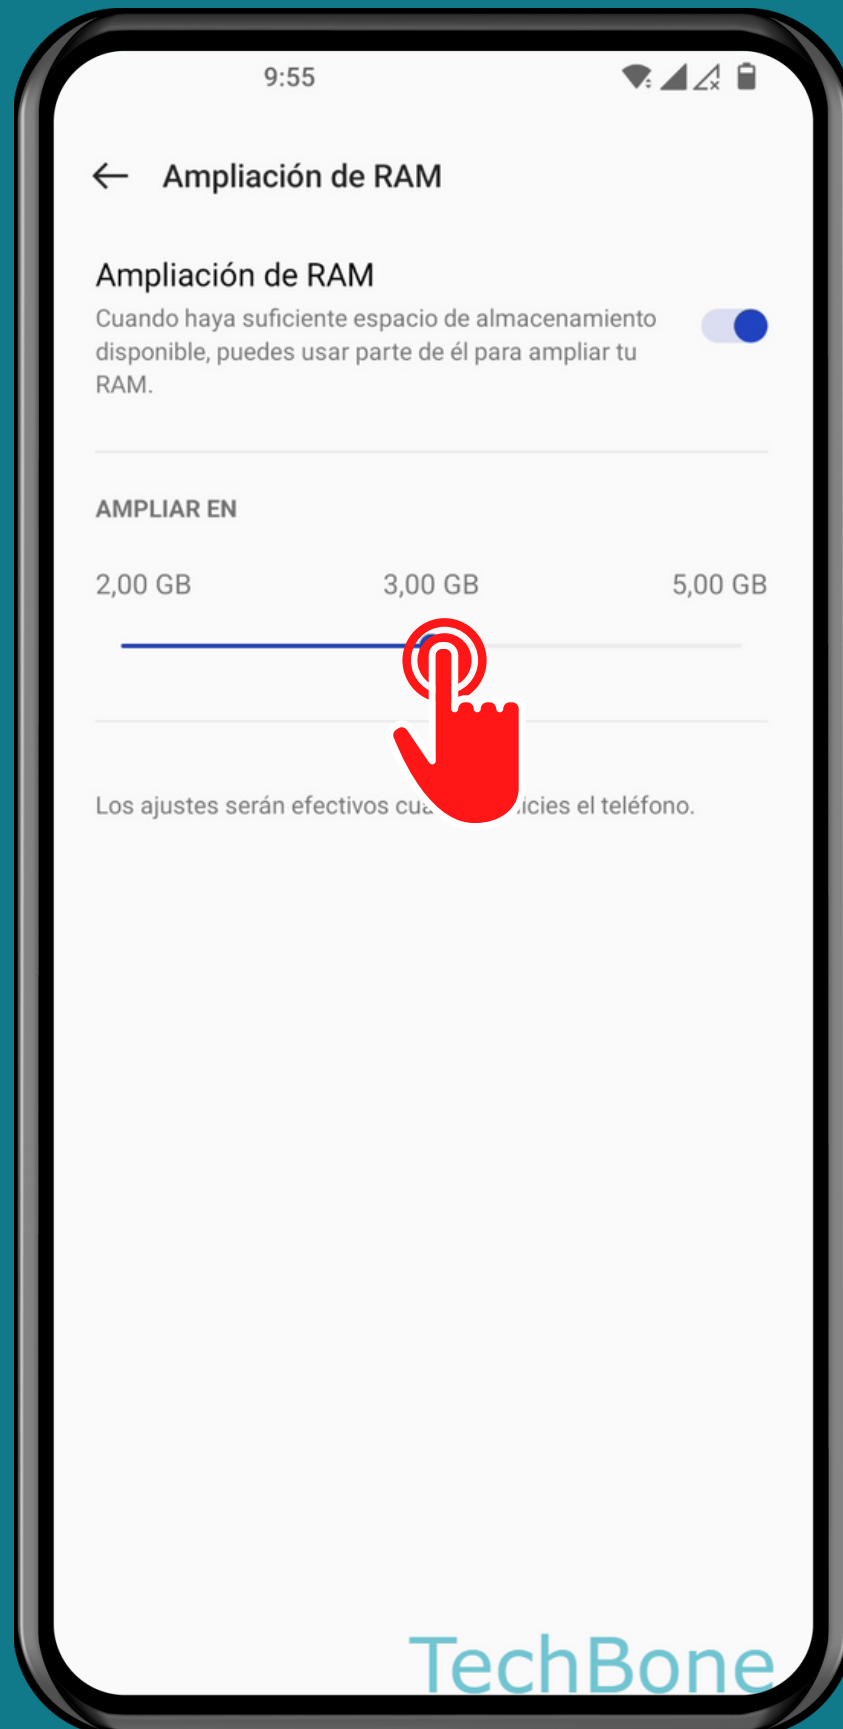 9:55
Ampliación de RAM
Ampliación de RAM
Cuando haya suficiente espacio de almacenamiento
disponible, puedes usar parte de él para ampliar tu
RAM.
AMPLIAR EN
2,00 GB 3,00 GB 5,00 GB
Los ajustes serán efectivos el teléfono.
TechBone